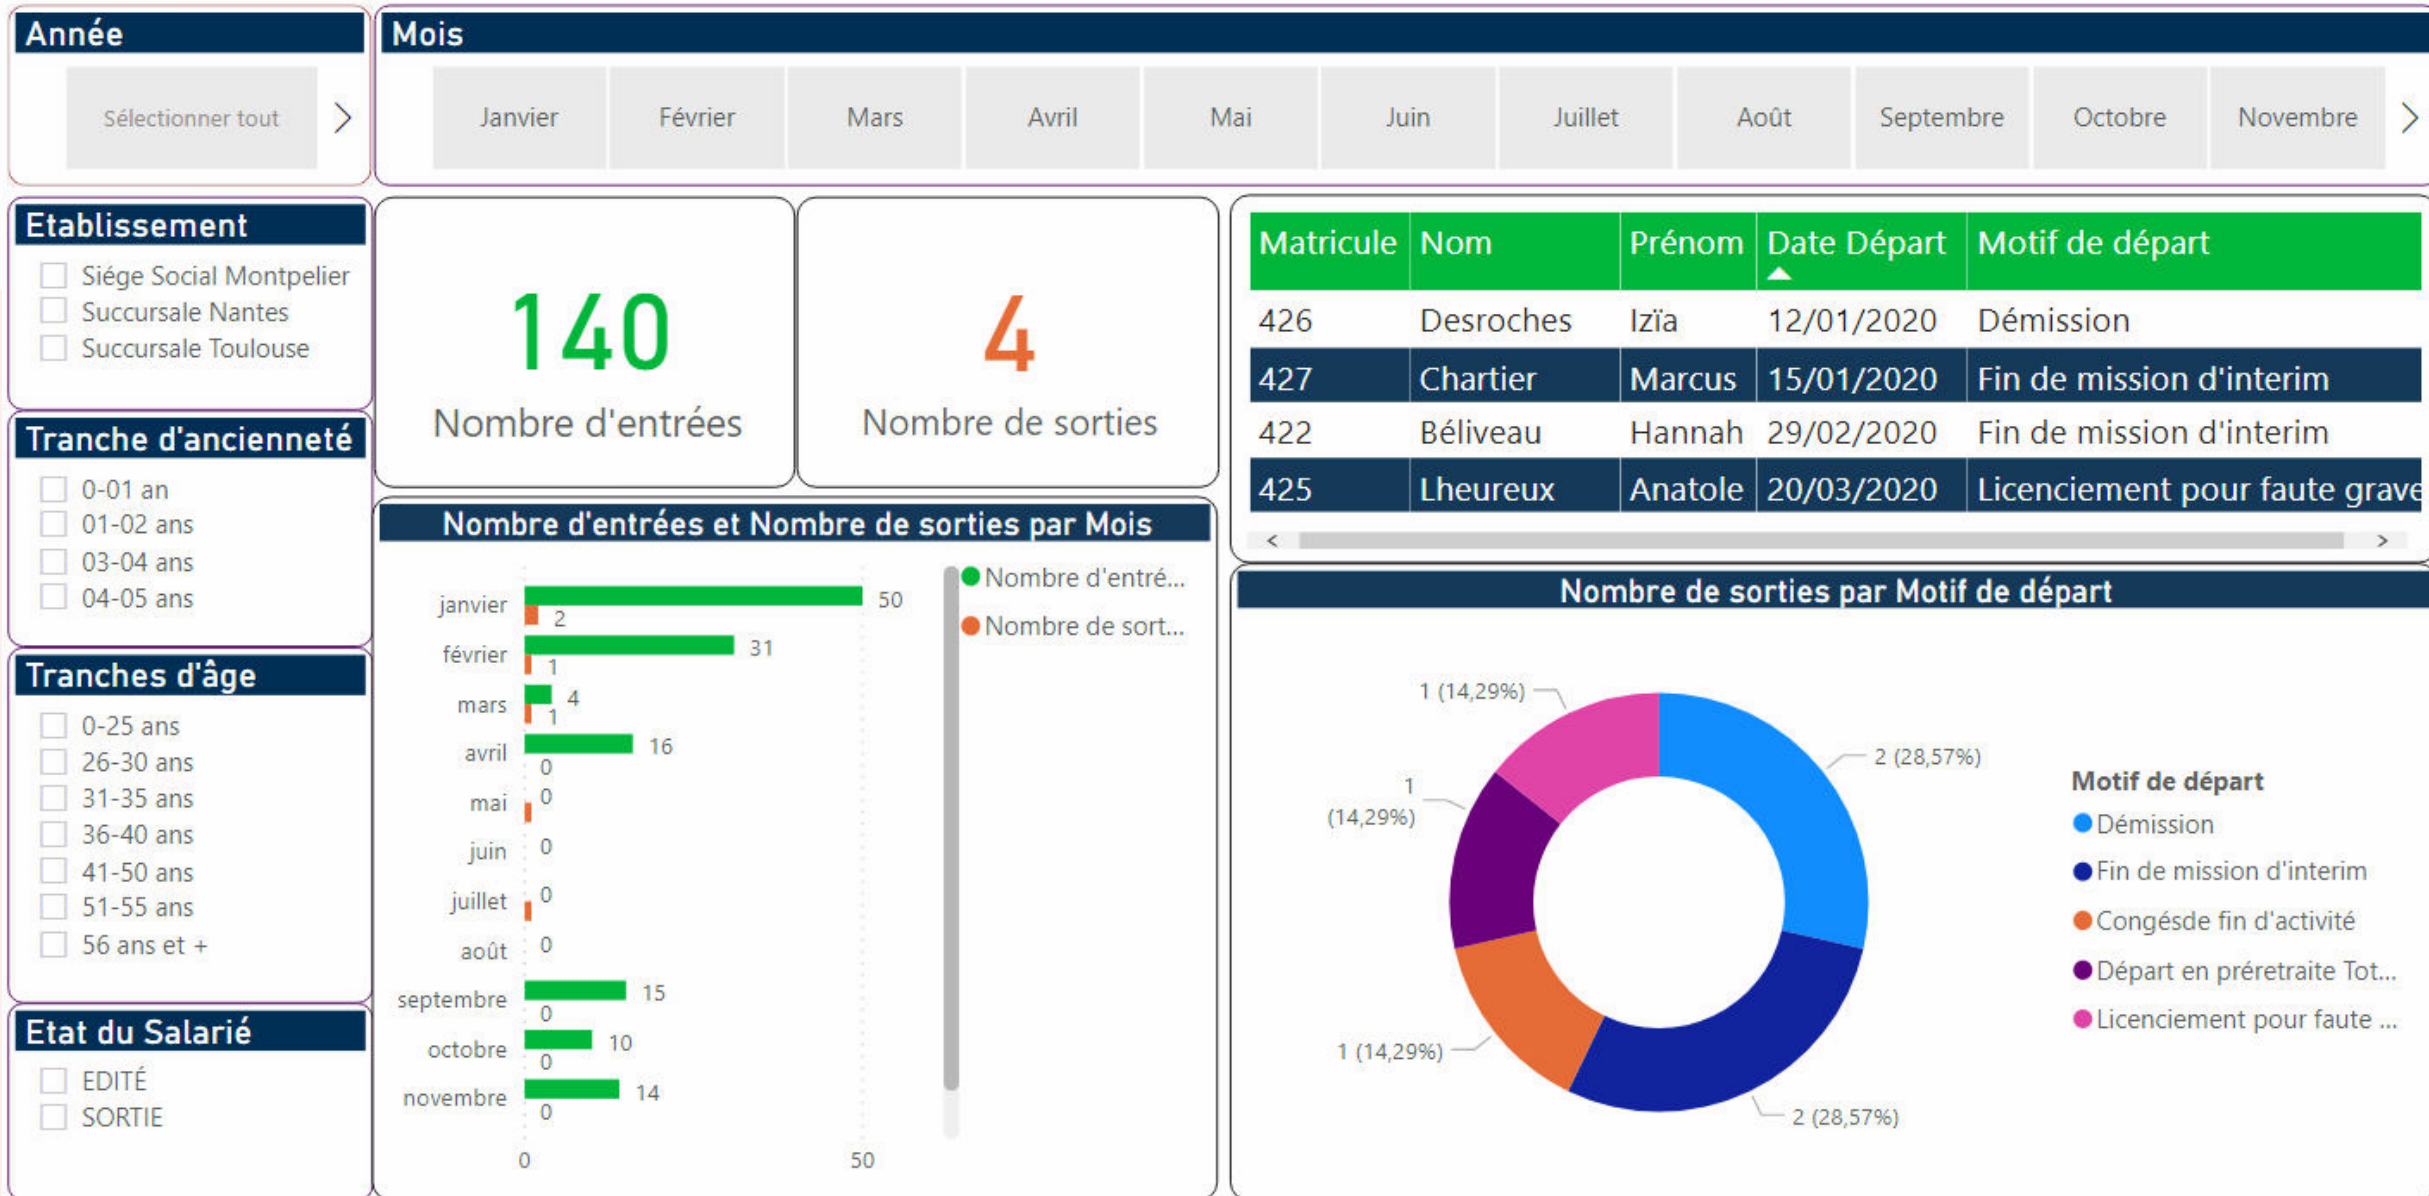 Année
Sélectionner tout
Mois
Janvier Février Mars Avril Mai Juin Juillet Août Septembre Octobre Novembre
Etablissement
Siége Social Montpelier
Succursale Nantes
Succursale Toulouse
Tranche d'ancienneté
0-01 an
01-02 ans
03-04 ans
04-05 ans
Tranches d'âge
0-25 ans
26-30 ans
31-35 ans
36-40 ans
41-50 ans
51-55 ans
56 ans et +
Etat du Salarié
EDITÉ
SORTIE
140
Nombre d'entrées
4
Nombre de sorties
Matricule Nom Prénom Date Départ Motif de départ
426 Desroches Izïa 12/01/2020 Démission
427 Chartier Marcus 15/01/2020 Fin de mission d'interim
422 Béliveau Hannah 29/02/2020 Fin de mission d'interim
425 Lheureux Anatole 20/03/2020 Licenciement pour faute grave
Nombre d'entrées et Nombre de sorties par Mois
Nombre d'entré...
Nombre de sort...
janvier 50
2
février 31
1
mars 4
1
avril 16
0
mai 0
juin 0
juillet 0
août 0
septembre 15
0
octobre 10
0
novembre 14
0
0 50
Nombre de sorties par Motif de départ
1 (14,29%)
2 (28,57%)
1
(14,29%)
1 (14,29%)
2 (28,57%)
Motif de départ
Démission
Fin de mission d'interim
Congésde fin d'activité
Départ en préretraite Tot...
Licenciement pour faute ...